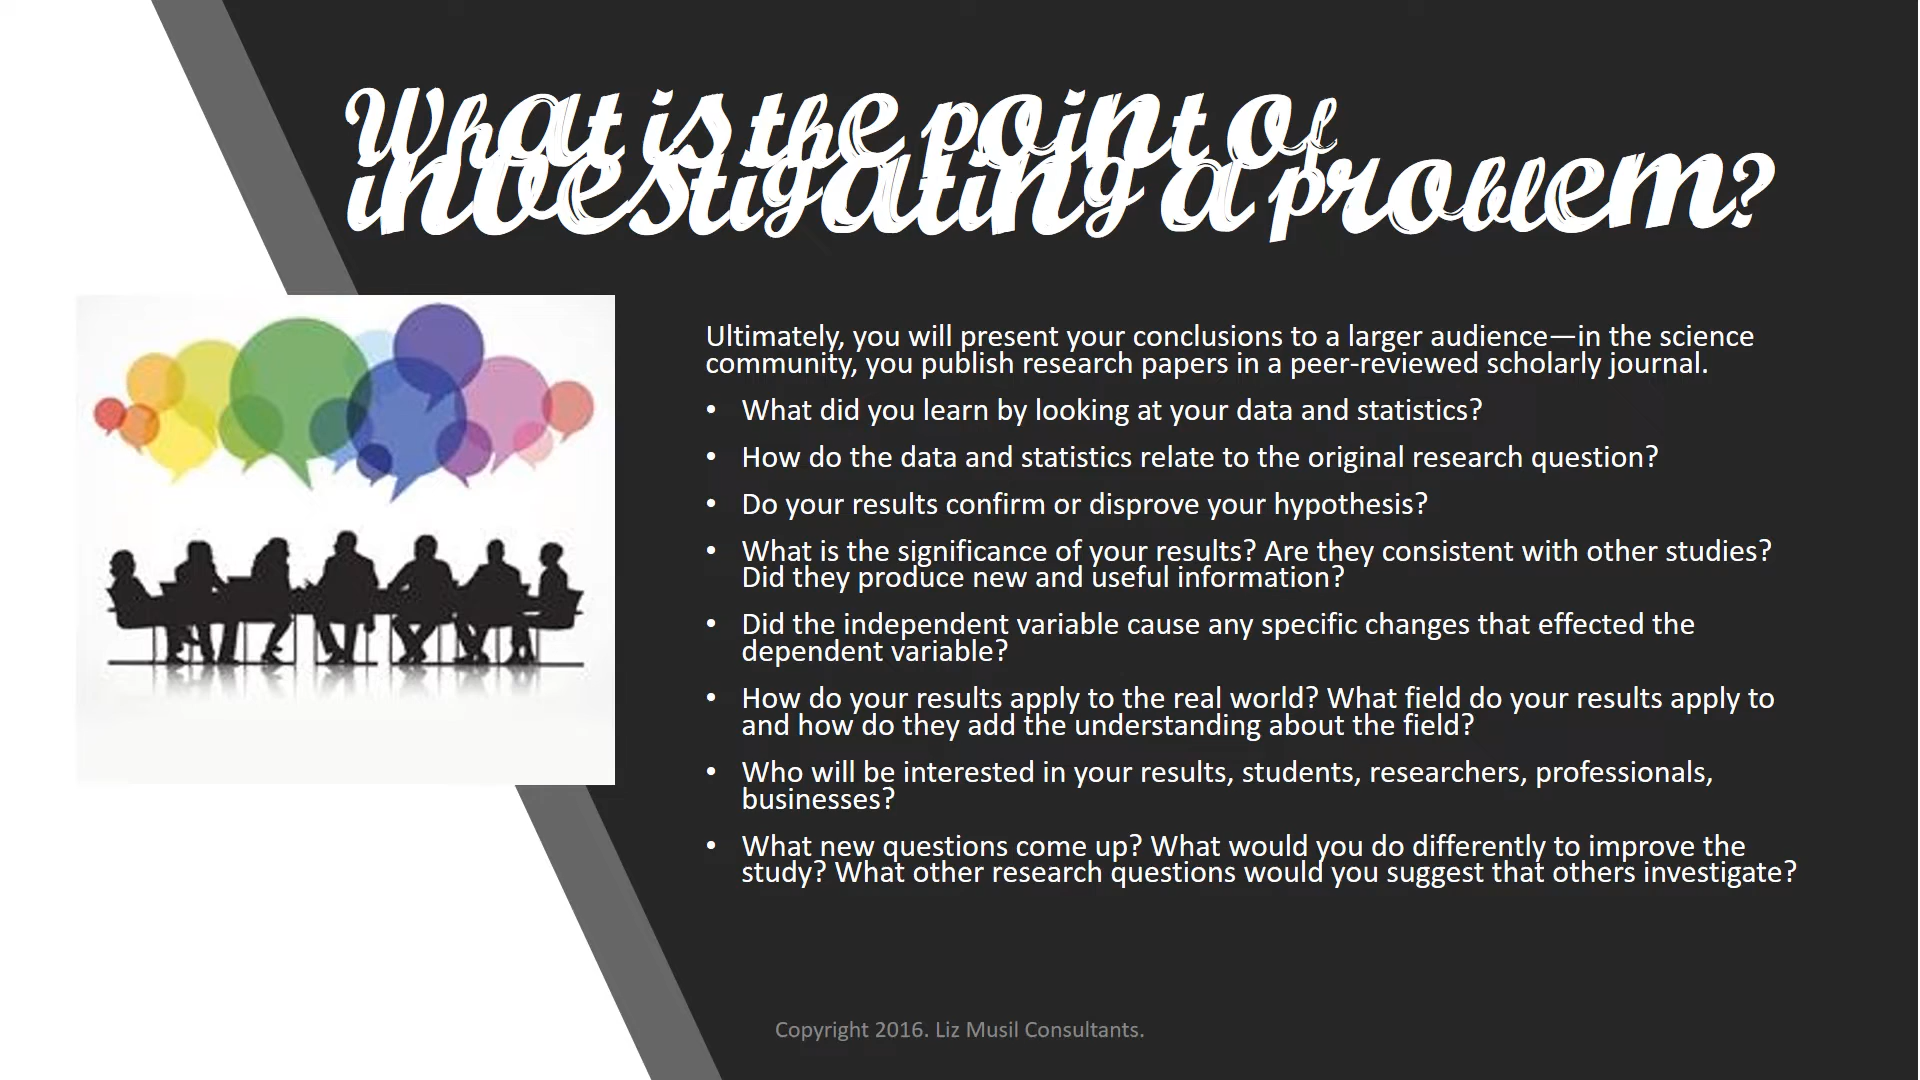 What is the point of
investigating a problem?
Ultimately, you will present your conclusions to a larger audience—in the science
community, you publish research papers in a peer-reviewed scholarly journal.
• What did you learn by looking at your data and statistics?
• How do the data and statistics relate to the original research question?
• Do your results confirm or disprove your hypothesis?
• What is the significance of your results? Are they consistent with other studies?
Did they produce new and useful information?
• Did the independent variable cause any specific changes that effected the
dependent variable?
• How do your results apply to the real world? What field do your results apply to
and how do they add the understanding about the field?
• Who will be interested in your results, students, researchers, professionals,
businesses?
• What new questions come up? What would you do differently to improve the
study? What other research questions would you suggest that others investigate?
Copyright 2016. Liz Musil Consultants.